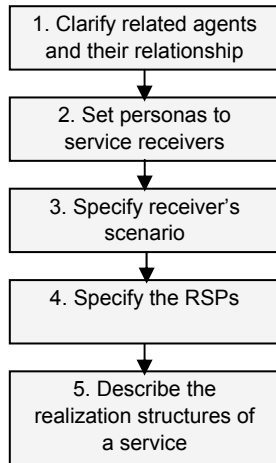 1. Clarify related agents
and their relationship
2. Set personas to
service receivers
3. Specify receiver's
scenario
4. Specify the RSPs
5. Describe the
realization structures of
a service